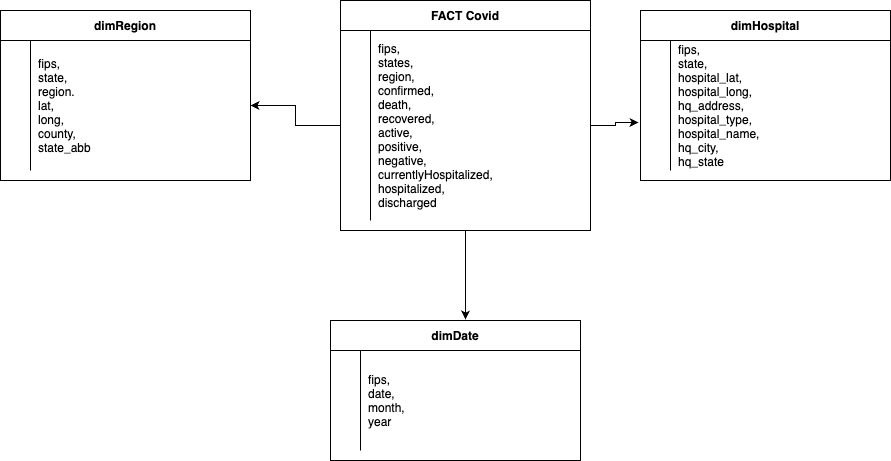 dimRegion
fips,
state,
region.
lat,
long,
county,
state_abb
FACT Covid
fips,
states,
region,
confirmed,
death,
recovered,
active,
positive,
negative,
currentlyHospitalized,
hospitalized,
discharged
dimHospital
fips,
state,
hospital_lat,
hospital_long,
hq_address,
hospital_type,
hospital_name,
hq_city,
hq_state
dimDate
fips,
date,
month,
year